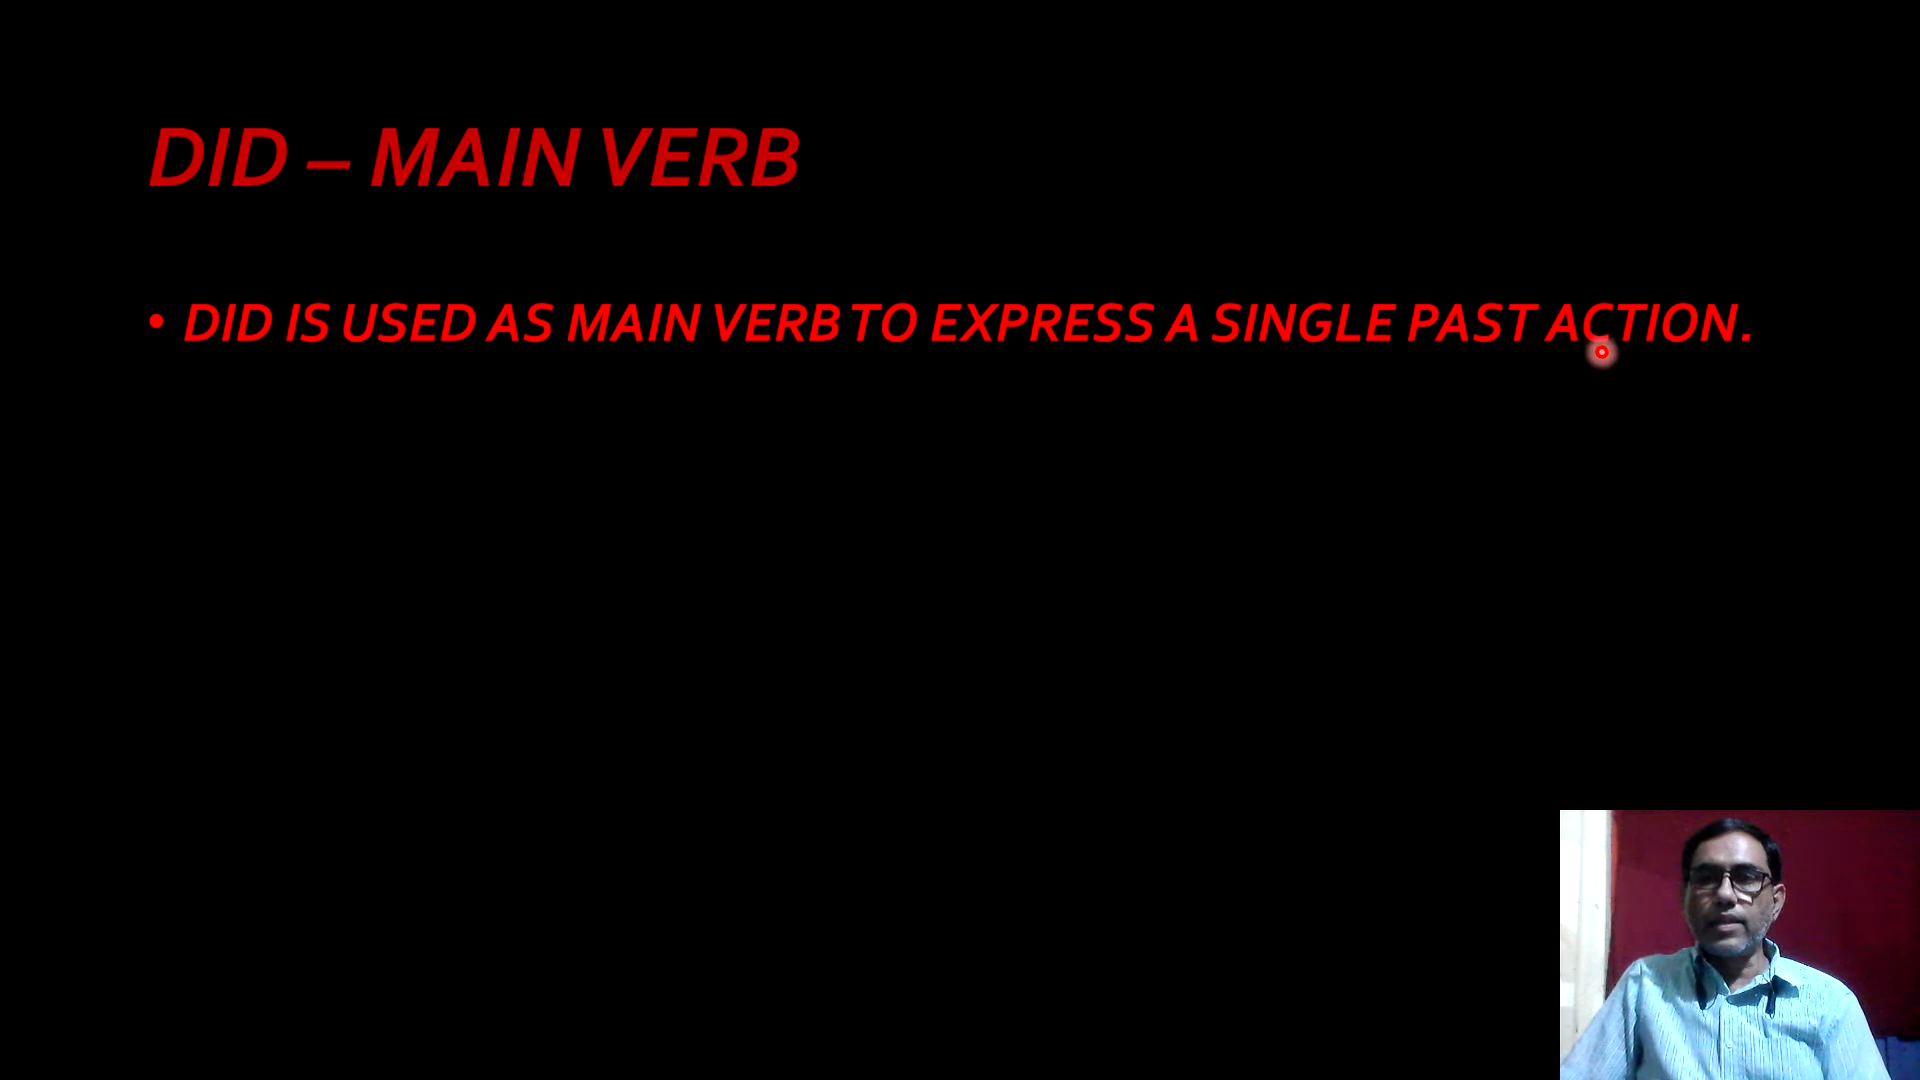 DID – MAIN VERB
• DID IS USED AS MAIN VERB TO EXPRESS A SINGLE PAST ACTION.